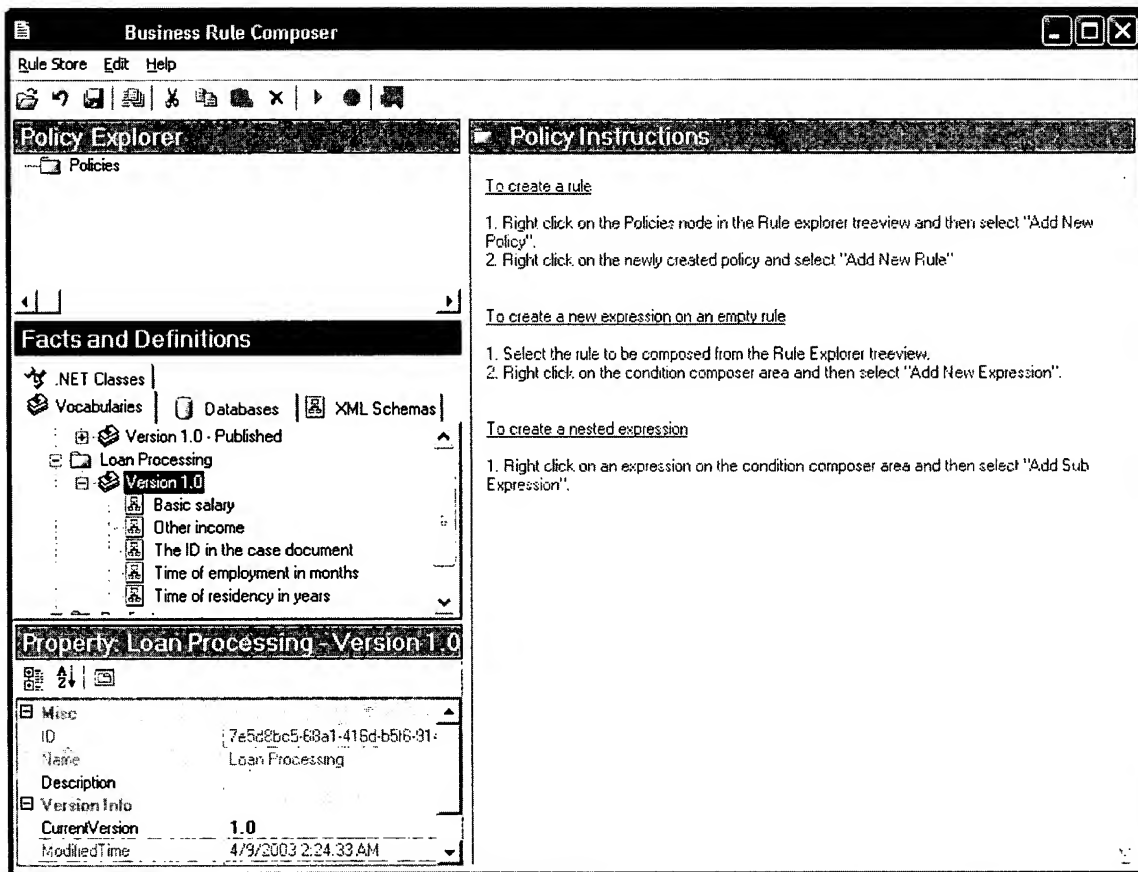 Business Rule Composer
Rule Store Edit Help
Policy Explorer
Policies
Facts and Definitions
.NET Classes
Vocabularies Databases XML Schemas
Version 1.0 - Published
Loan Processing
Version 1.0
Basic salary
Other income
The ID in the case document
Time of employment in months
Time of residency in years
Property: Loan Processing - Version 1.0
Misc
ID
Name Loan Processing
Description
Version Info
CurrentVersion 1.0
ModifiedTime 4/9/2003 2:24:33 AM
Policy Instructions
To create a rule
1. Right click on the Policies node in the Rule explorer treeview and then select "Add New
Policy".
2. Right click on the newly created policy and select "Add New Rule"
To create a new expression on an empty rule
1. Select the rule to be composed from the Rule Explorer treeview.
2. Right click on the condition composer area and then select "Add New Expression".
To create a nested expression
1. Right click on an expression on the condition composer area and then select "Add Sub
Expression".